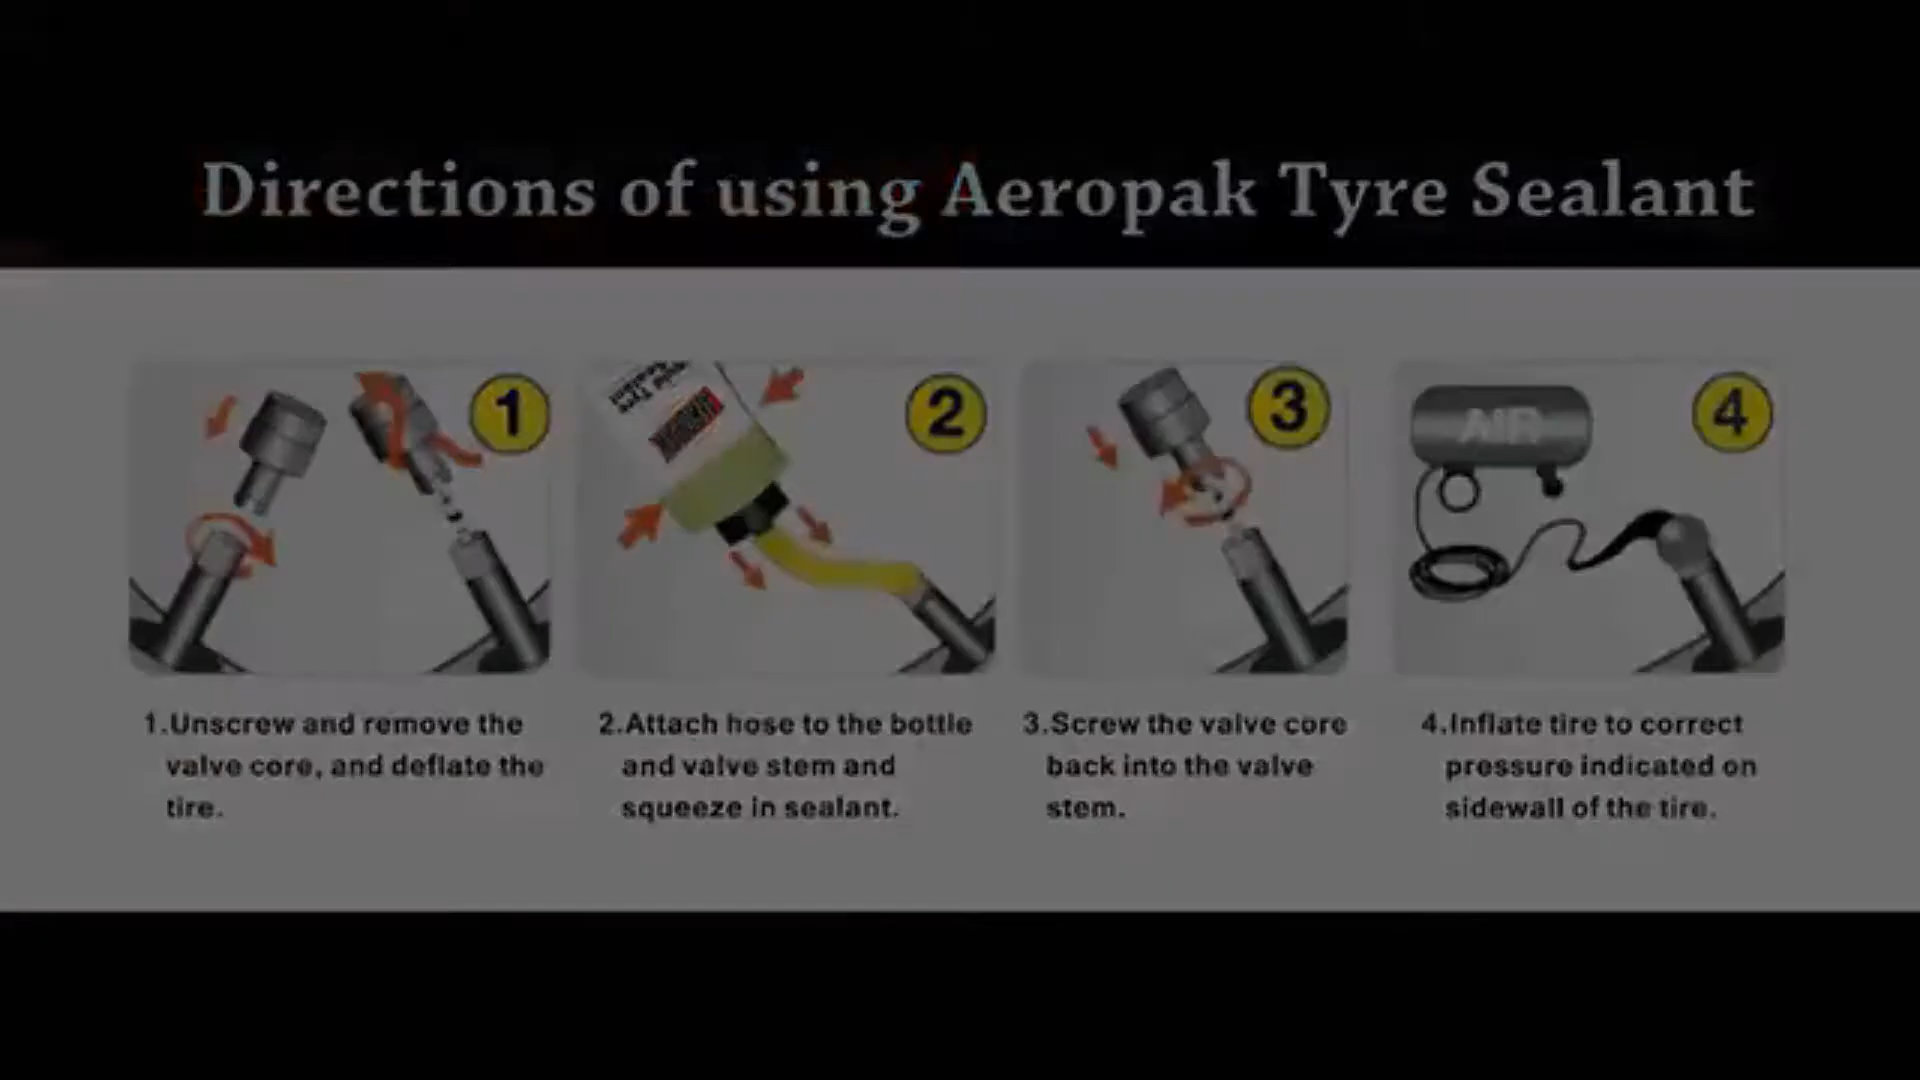 Directions of using Aeropak Tyre Sealant
1
2
3
4
AIR
1.Unscrew and remove the
valve core, and deflate the
tire.
2.Attach hose to the bottle
and valve stem and
squeeze in sealant.
3.Screw the valve core
back into the valve
stem.
4.Inflate tire to correct
pressure indicated on
sidewall of the tire.